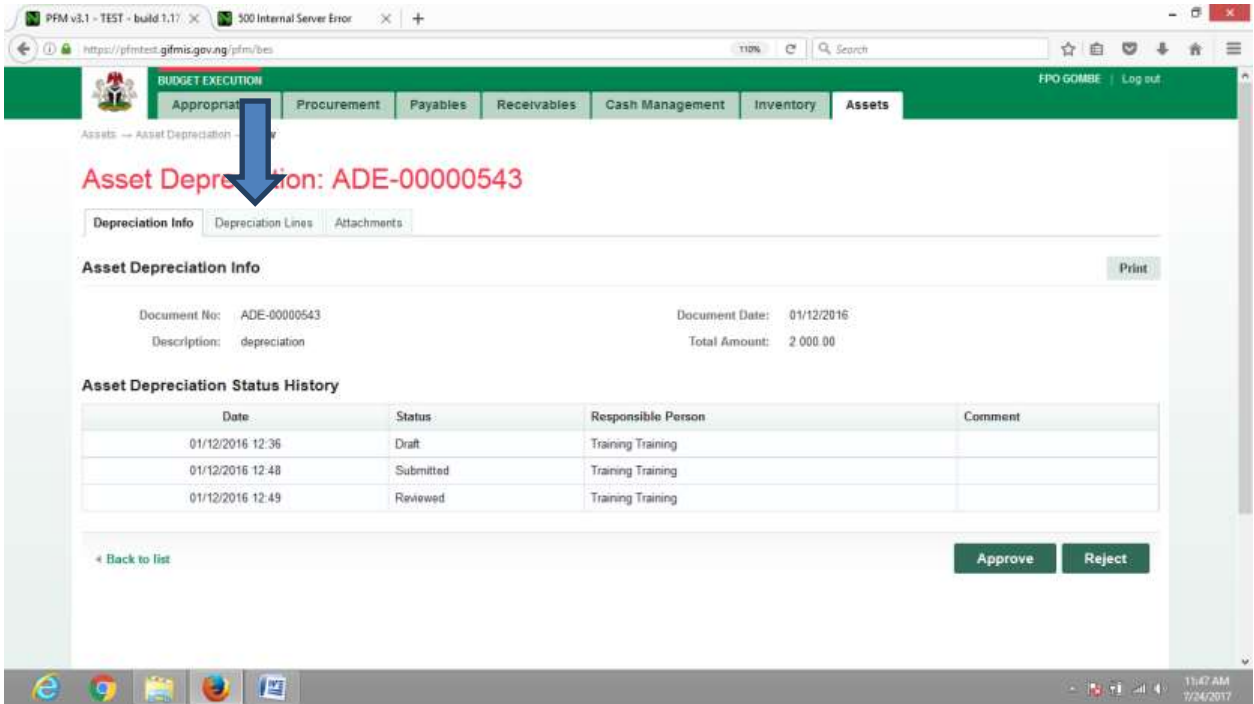 PFM v3.1 - TEST - build 1.17
500 Internal Server Error
https://pfmtest.gifmis.gov.ng/pfm/bes
110%
Search
BUDGET EXECUTION
FPO GOMBE | Log out
Procurement
Payables
Receivables
Cash Management
Inventory
Assets
Assets → Asset Depreciation
Asset Depre tion: ADE-00000543
Depreciation Info
Depreciation Lines
Attachments
Asset Depreciation Info
Print
Document No: ADE-00000543
Document Date: 01/12/2016
Description: depreciation
Total Amount: 2 000.00
Asset Depreciation Status History
Date Status Responsible Person Comment
01/12/2016 12:36 Draft Training Training
01/12/2016 12:48 Submitted Training Training
01/12/2016 12:49 Reviewed Training Training
Back to list
Approve
Reject
11:47 AM
7/24/2017